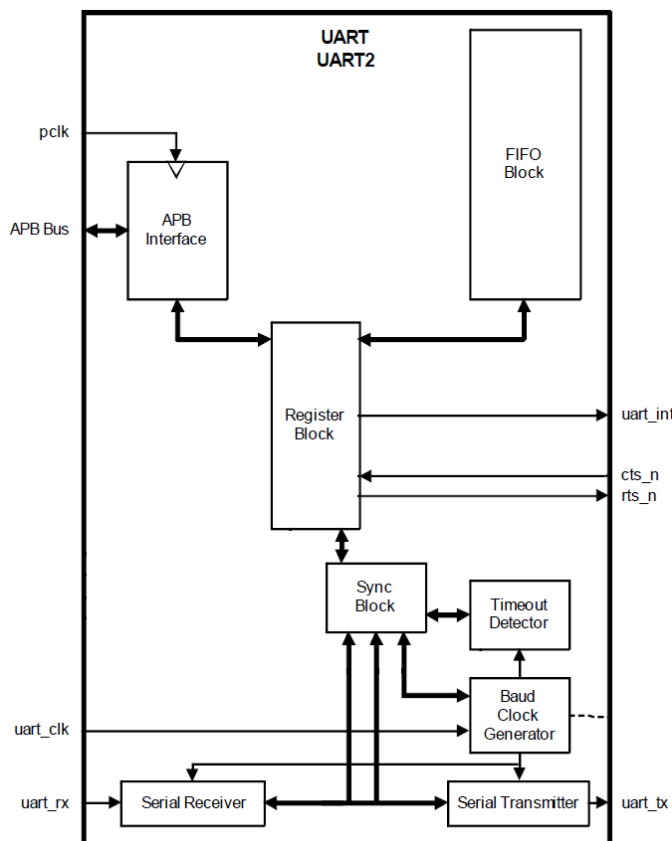 UART
UART2
pclk
FIFO
Block
APB
Interface
APB Bus
Register
Block
uart_int
cts_n
rts_n
Sync
Block
Timeout
Detector
Baud
Clock
Generator
uart_clk
uart_rx
Serial Receiver
Serial Transmitter
uart_tx